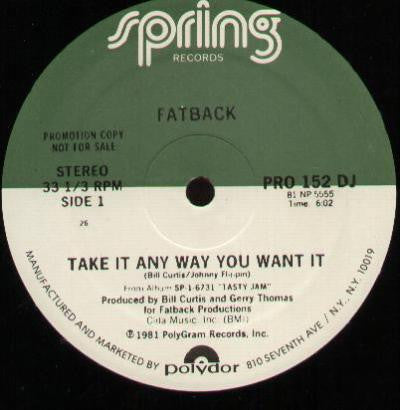 spring
RECORDS
FATBACK
PROMOTION COPY
NOT FOR SALE
STEREO
33 1/3 RPM
SIDE 1
PRO 152 DJ
81 NP 5555
Time: 6:02
26
TAKE IT ANY WAY YOU WANT IT
(Bill Curtis/Johnny Flippin)
From Album SP-1-6731 "TASTY JAM"
Produced by Bill Curtis and Gerry Thomas
for Fatback Productions
Music, Inc. (BMI)
℗ 1981 PolyGram Records, Inc.
MANUFACTURED AND MARKETED BY polydor 810 SEVENTH AVE / N.Y., N.Y. 10019